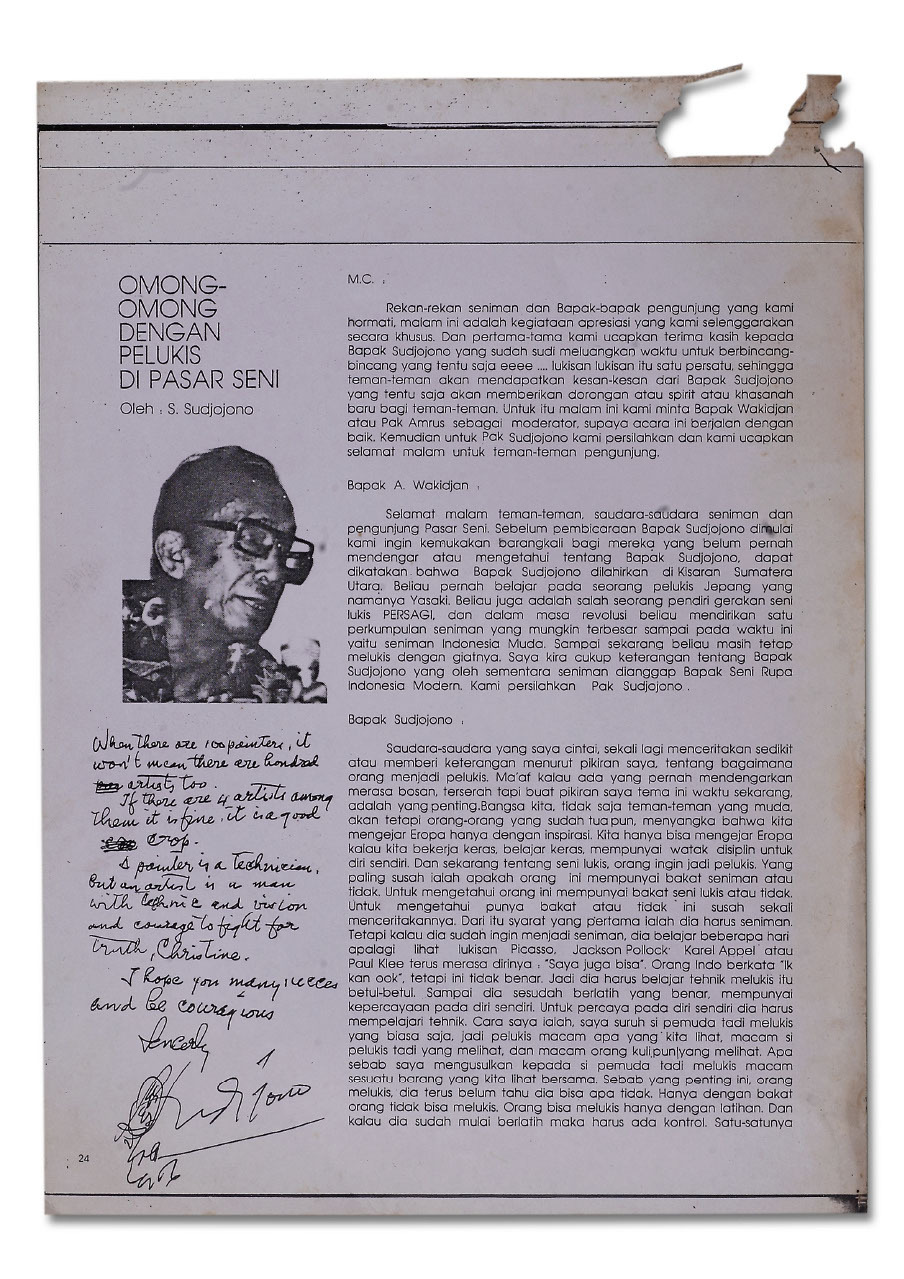 OMONG-
OMONG
DENGAN
PELUKIS
DI PASAR SENI
Oleh : S. Sudjojono
When there are 100 painters, it
won't mean there are hundred
artists too.
If there are 4 artists among
them it is fine, it is a good
crop.
A painter is a technician,
but an artist is a man
with and vision
and courage to fight for
truth, Christine.
I hope you many succes
and be couragious
Sincerly
24
M.C. :
Rekan-rekan seniman dan Bapak-bapak pengunjung yang kami
hormati, malam ini adalah kegiataan apresiasi yang kami selenggarakan
secara khusus. Dan pertama-tama kami ucapkan terima kasih kepada
Bapak Sudjojono yang sudah sudi meluangkan waktu untuk berbincang-
bincang yang tentu saja eeee .... lukisan lukisan itu satu persatu, sehingga
teman-teman akan mendapatkan kesan-kesan dari Bapak Sudjojono
yang tentu saja akan memberikan dorongan atau spirit atau khasanah
baru bagi teman-teman. Untuk itu malam ini kami minta Bapak Wakidjan
atau Pak Amrus sebagai moderator, supaya acara ini berjalan dengan
baik. Kemudian untuk Pak Sudjojono kami persilahkan dan kami ucapkan
selamat malam untuk teman-teman pengunjung.
Bapak A. Wakidjan :
Selamat malam teman-teman, saudara-saudara seniman dan
pengunjung Pasar Seni. Sebelum pembicaraan Bapak Sudjojono dimulai
kami ingin kemukakan barangkali bagi mereka yang belum pernah
mendengar atau mengetahui tentang Bapak Sudjojono, dapat
dikatakan bahwa Bapak Sudjojono dilahirkan di Kisaran Sumatera
Utara. Beliau pernah belajar pada seorang pelukis Jepang yang
namanya Yasaki. Beliau juga adalah salah seorang pendiri gerakan seni
lukis PERSAGI, dan dalam masa revolusi beliau mendirikan satu
perkumpulan seniman yang mungkin terbesar sampai pada waktu ini
yaitu seniman Indonesia Muda. Sampai sekarang beliau masih tetap
melukis dengan giatnya. Saya kira cukup keterangan tentang Bapak
Sudjojono yang oleh sementara seniman dianggap Bapak Seni Rupa
Indonesia Modern. Kami persilahkan Pak Sudjojono .
Bapak Sudjojono :
Saudara-saudara yang saya cintai, sekali lagi menceritakan sedikit
atau memberi keterangan menurut pikiran saya, tentang bagaimana
orang menjadi pelukis. Ma'af kalau ada yang pernah mendengarkan
merasa bosan, terserah tapi buat pikiran saya tema ini waktu sekarang,
adalah yang penting.Bangsa kita, tidak saja teman-teman yang muda,
akan tetapi orang-orang yang sudah tua pun, menyangka bahwa kita
mengejar Eropa hanya dengan inspirasi. Kita hanya bisa mengejar Eropa
kalau kita bekerja keras, belajar keras, mempunyai watak disiplin untuk
diri sendiri. Dan sekarang tentang seni lukis, orang ingin jadi pelukis. Yang
paling susah ialah apakah orang ini mempunyai bakat seniman atau
tidak. Untuk mengetahui orang ini mempunyai bakat seni lukis atau tidak.
Untuk mengetahui punya bakat atau tidak ini susah sekali
menceritakannya. Dari itu syarat yang pertama ialah dia harus seniman.
Tetapi kalau dia sudah ingin menjadi seniman, dia belajar beberapa hari
apalagi lihat lukisan Picasso, Jackson Pollock Karel Appel atau
Paul Klee terus merasa dirinya : "Saya juga bisa". Orang Indo berkata "Ik
kan ook", tetapi ini tidak benar. Jadi dia harus belajar tehnik melukis itu
betul-betul. Sampai dia sesudah berlatih yang benar, mempunyai
kepercayaan pada diri sendiri. Untuk percaya pada diri sendiri dia harus
mempelajari tehnik. Cara saya ialah, saya suruh si pemuda tadi melukis
yang biasa saja, jadi pelukis macam apa yang kita lihat, macam si
pelukis tadi yang melihat, dan macam orang kuli punyang melihat. Apa
sebab saya mengusulkan kepada si pemuda tadi melukis macam
sesuatu barang yang kita lihat bersama. Sebab yang penting ini, orang
melukis, dia terus belum tahu dia bisa apa tidak. Hanya dengan bakat
orang tidak bisa melukis. Orang bisa melukis hanya dengan latihan. Dan
kalau dia sudah mulai berlatih maka harus ada kontrol. Satu-satunya